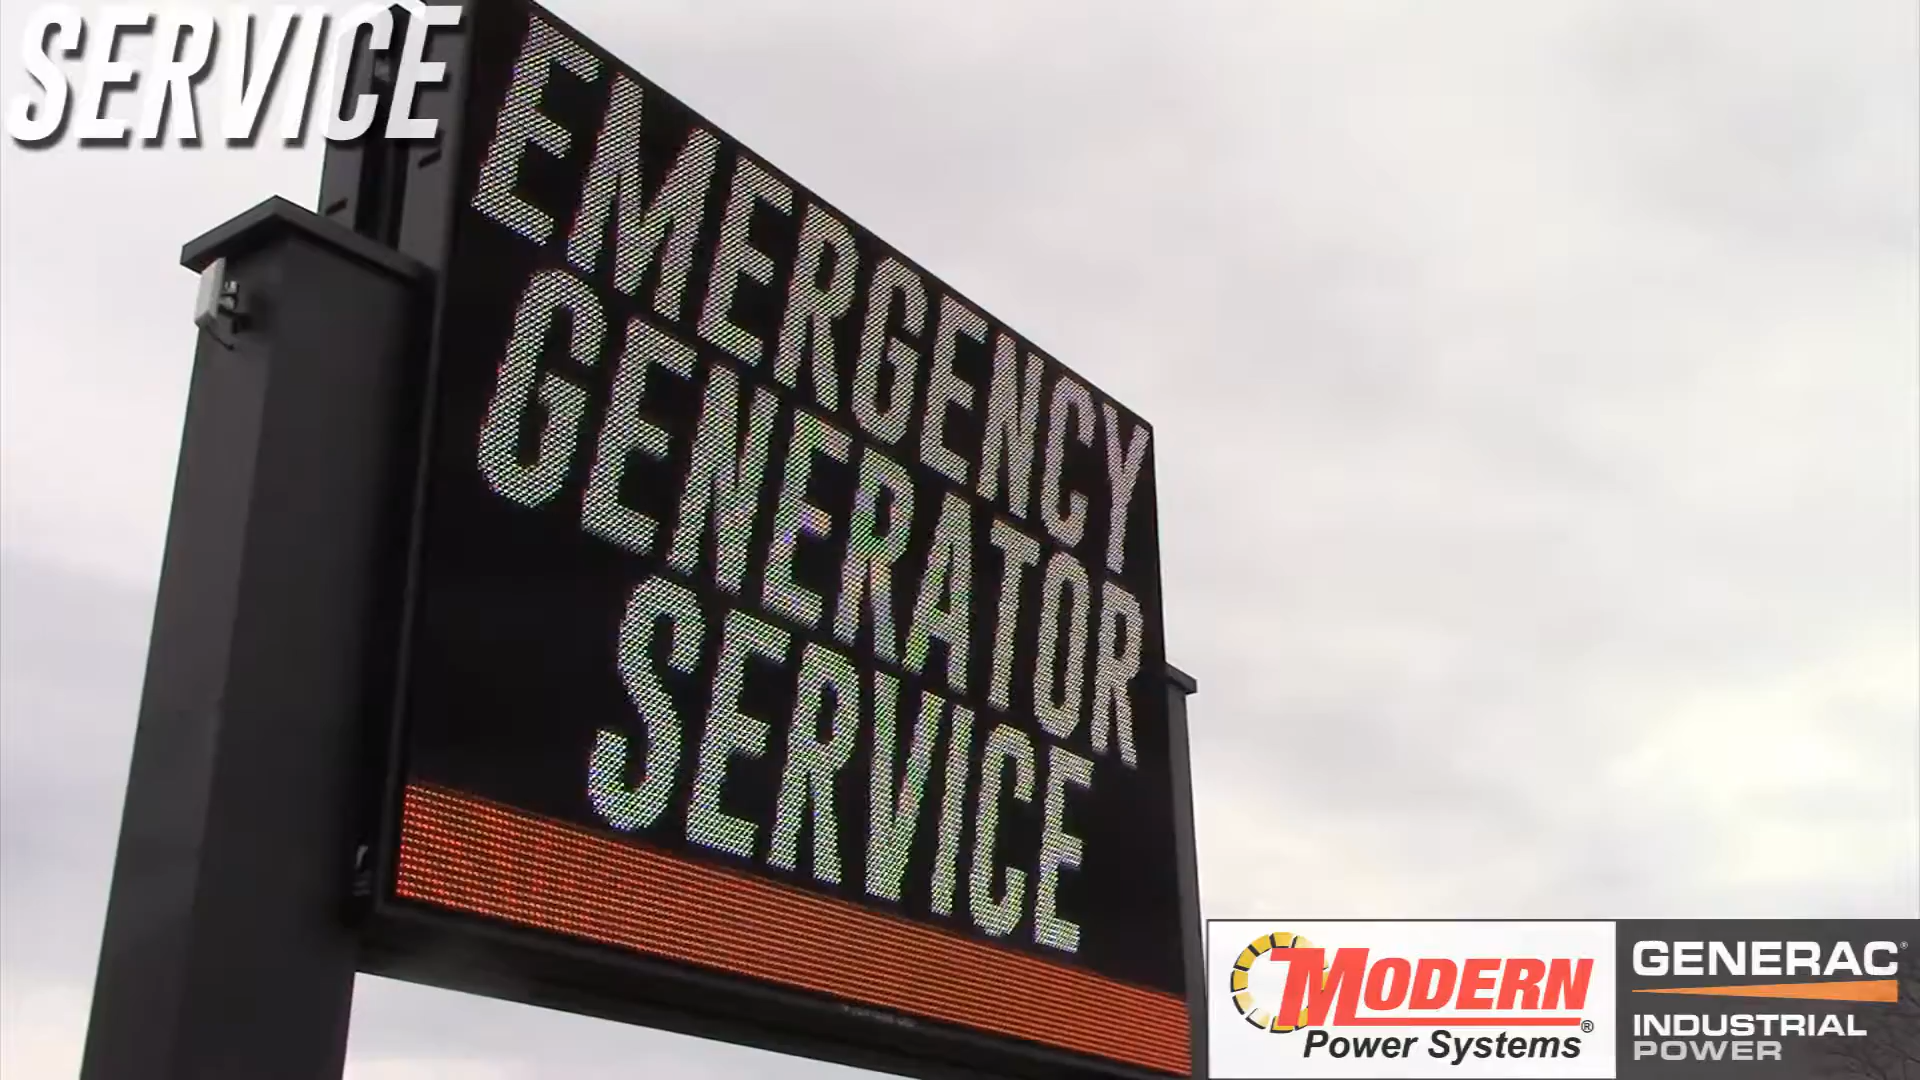 SERVICE
EMERGENCY
GENERATOR
SERVICE
MODERN®
Power Systems
GENERAC®
INDUSTRIAL
POWER